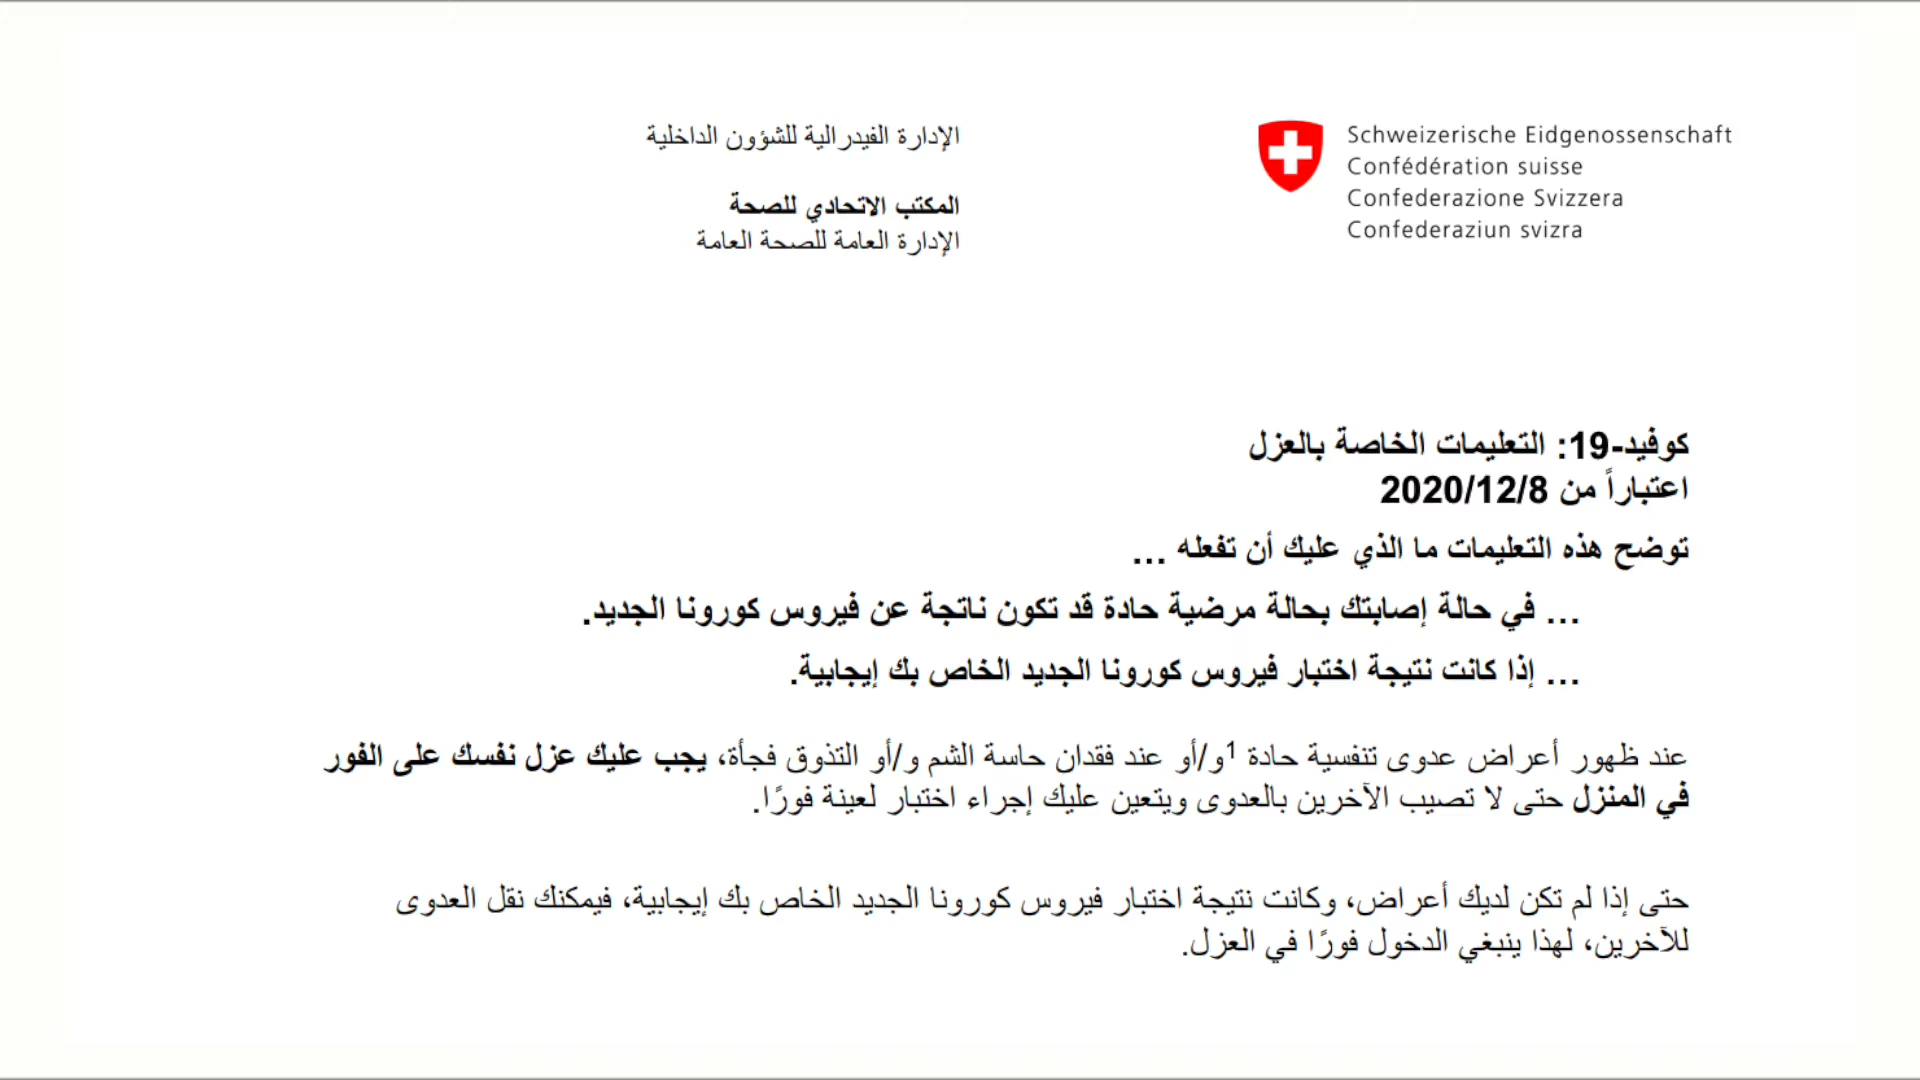 Schweizerische Eidgenossenschaft
Confédération suisse
Confederazione Svizzera
Confederaziun svizra
الإدارة الفيدرالية للشؤون الداخلية
المكتب الاتحادي للصحة
الإدارة العامة للصحة العامة
كوفيد-19: التعليمات الخاصة بالعزل
اعتباراً من 2020/12/8
توضح هذه التعليمات ما الذي عليك أن تفعله ...
... في حالة إصابتك بحالة مرضية حادة قد تكون ناتجة عن فيروس كورونا الجديد.
... إذا كانت نتيجة اختبار فيروس كورونا الجديد الخاص بك إيجابية.
عند ظهور أعراض عدوى تنفسية حادة 1و/أو عند فقدان حاسة الشم و/أو التذوق فجأة، يجب عليك عزل نفسك على الفور
في المنزل حتى لا تصيب الآخرين بالعدوى ويتعين عليك إجراء اختبار لعينة فورًا.
حتى إذا لم تكن لديك أعراض، وكانت نتيجة اختبار فيروس كورونا الجديد الخاص بك إيجابية، فيمكنك نقل العدوى
للآخرين، لهذا ينبغي الدخول فورًا في العزل.